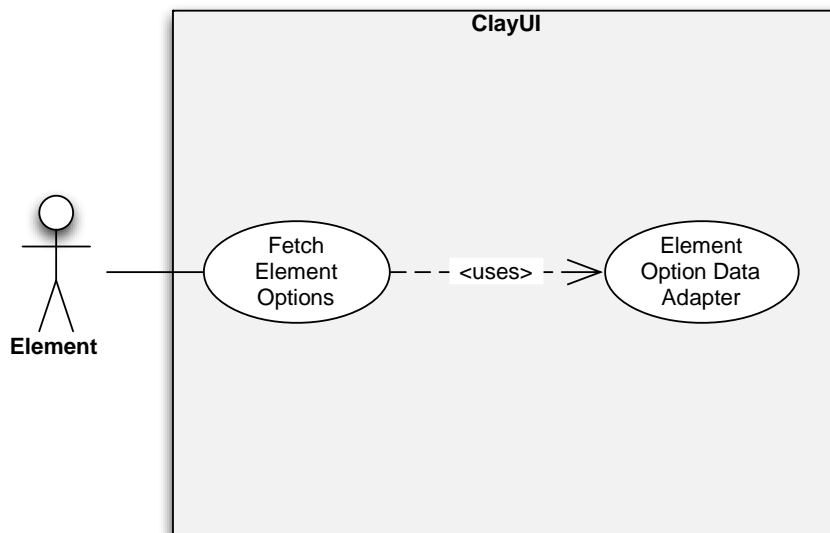 ClayUI
Fetch
Element
Options
<uses>
Element
Option Data
Adapter
Element